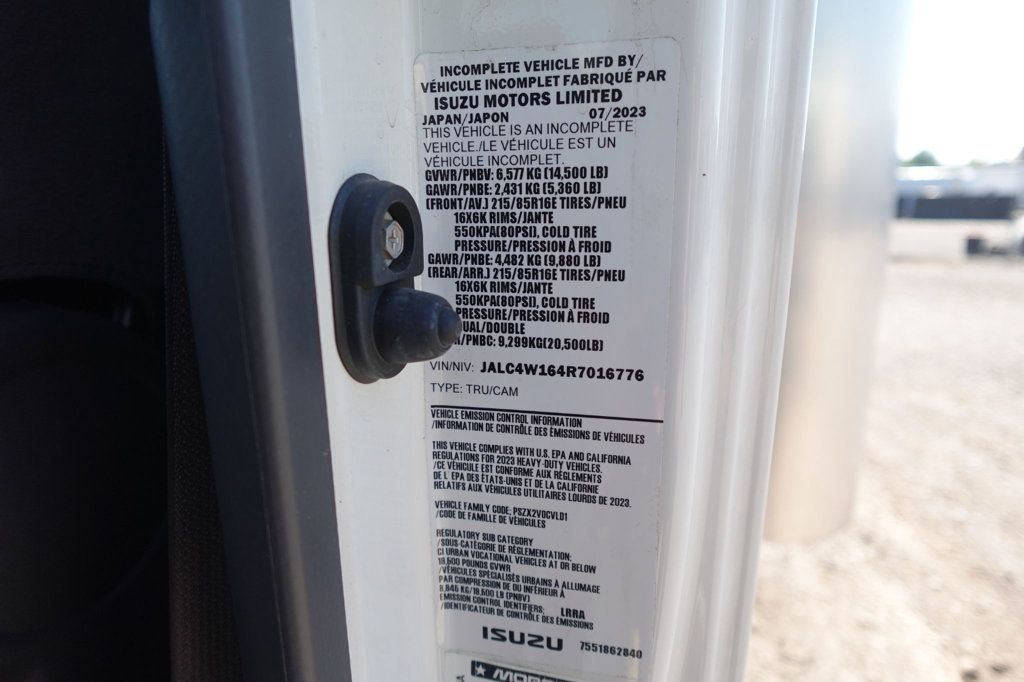 INCOMPLETE VEHICLE MFD BY/
VÉHICULE INCOMPLET FABRIQUÉ PAR
ISUZU MOTORS LIMITED
JAPAN/JAPON 07/2023
THIS VEHICLE IS AN INCOMPLETE
VEHICLE./LE VÉHICULE EST UN
VÉHICULE INCOMPLET.
GVWR/PNBV: 6,577 KG (14,500 LB)
GAWR/PNBE: 2,431 KG (5,360 LB)
(FRONT/AV.) 215/85R16E TIRES/PNEU
16X6K RIMS/JANTE
550KPA(80PSI), COLD TIRE
PRESSURE/PRESSION À FROID
GAWR/PNBE: 4,482 KG (9,880 LB)
(REAR/ARR.) 215/85R16E TIRES/PNEU
16X6K RIMS/JANTE
550KPA(80PSI), COLD TIRE
PRESSURE/PRESSION À FROID
UAL/DOUBLE
/PNBC: 9,299KG(20,500LB)
VIN/NIV: JALC4W164R7016776
TYPE: TRU/CAM
VEHICLE EMISSION CONTROL INFORMATION
/INFORMATION DE CONTRÔLE DES ÉMISSIONS DE VÉHICULES
THIS VEHICLE COMPLIES WITH U.S. EPA AND CALIFORNIA
REGULATIONS FOR 2023 HEAVY-DUTY VEHICLES.
/CE VÉHICULE EST CONFORME AUX RÈGLEMENTS
DE L' EPA DES ÉTATS-UNIS ET DE LA CALIFORNIE
RELATIFS AUX VÉHICULES UTILITAIRES LOURDS DE 2023.
VEHICLE FAMILY CODE: PSZX2VOCVLD1
/CODE DE FAMILLE DE VÉHICULES
REGULATORY SUB CATEGORY
/SOUS-CATÉGORIE DE RÉGLEMENTATION:
CI URBAN VOCATIONAL VEHICLES AT OR BELOW
19,500 POUNDS GVWR
/VÉHICULES SPÉCIALISÉS URBAINS À ALLUMAGE
PAR COMPRESSION DE OU INFÉRIEUR À
8,845 KG/19,500 LB (PNBV)
EMISSION CONTROL IDENTIFIERS: LRRA
/IDENTIFICATEUR DE CONTRÔLE DES ÉMISSIONS
ISUZU 7551862840